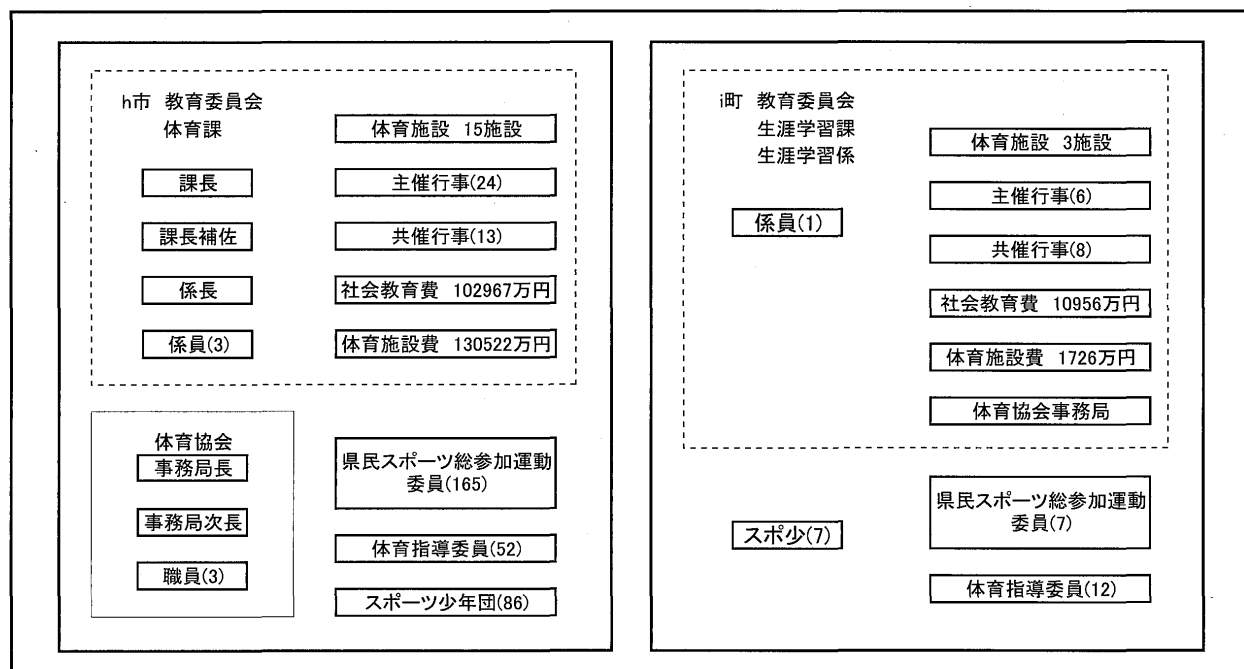 h市 教育委員会
体育課
体育施設 15施設
課長
主催行事(24)
課長補佐
共催行事(13)
係長
社会教育費 102967万円
係員(3)
体育施設費 130522万円
体育協会
事務局長
事務局次長
職員(3)
県民スポーツ総参加運動
委員(165)
体育指導委員(52)
スポーツ少年団(86)
i町 教育委員会
生涯学習課
生涯学習係
体育施設 3施設
係員(1)
主催行事(6)
共催行事(8)
社会教育費 10956万円
体育施設費 1726万円
体育協会事務局
スポ少(7)
県民スポーツ総参加運動
委員(7)
体育指導委員(12)